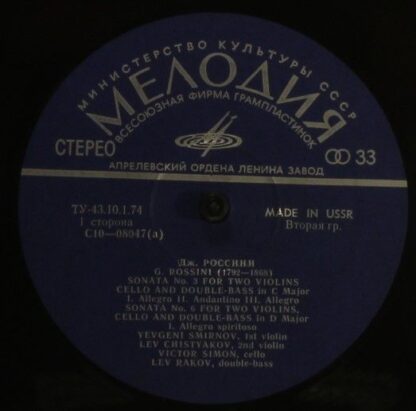 МИНИСТЕРСТВО КУЛЬТУРЫ СССР
МЕЛОДИЯ
ВСЕСОЮЗНАЯ ФИРМА ГРАМПЛАСТИНОК
СТЕРЕО
33
АПРЕЛЕВСКИЙ ОРДЕНА ЛЕНИНА ЗАВОД
ТУ-43.10.1.74
MADE IN USSR
1 сторона
Вторая гр.
С10—08047(а)
Дж. РОССИНИ
G. ROSSINI (1792—1868)
SONATA No. 3 FOR TWO VIOLINS
CELLO AND DOUBLE-BASS in C Major
I. Allegro II. Andantino III. Allegro
SONATA No. 6 FOR TWO VIOLINS,
CELLO AND DOUBLE-BASS in D Major
I. Allegro spiritoso
YEVGENI SMIRNOV, 1st violin
LEV CHISTYAKOV, 2nd violin
VICTOR SIMON, cello
LEV RAKOV, double-bass